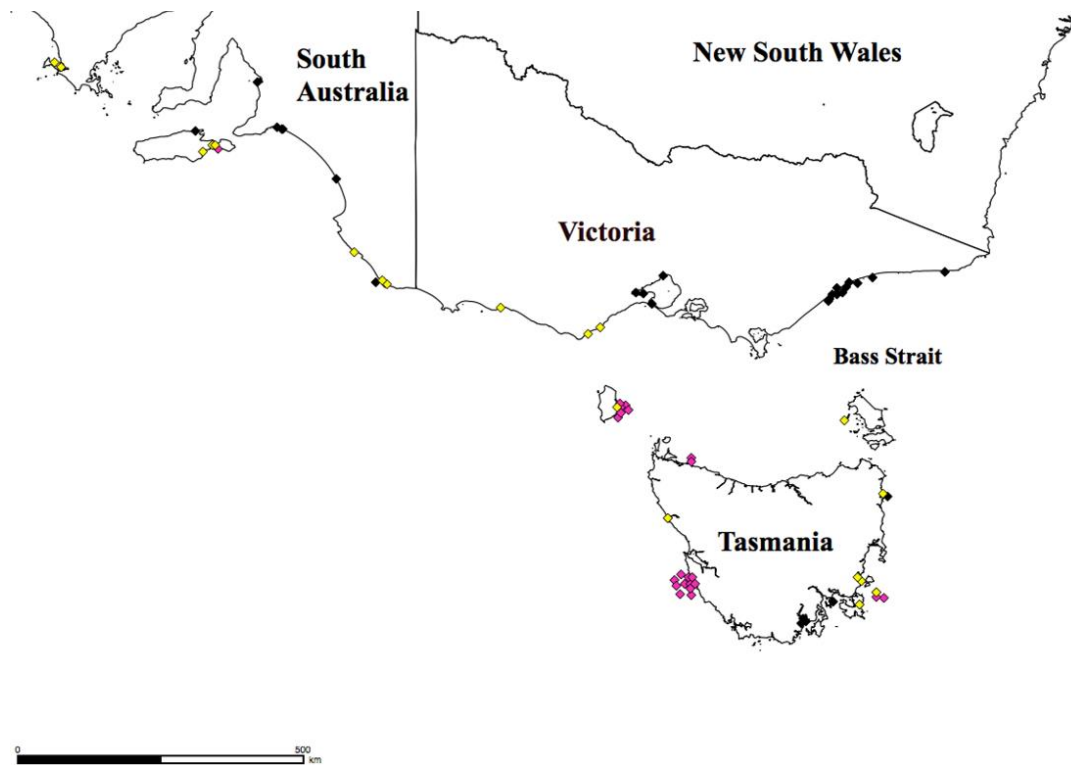 South
Australia
New South Wales
Victoria
Bass Strait
Tasmania
0
500
km